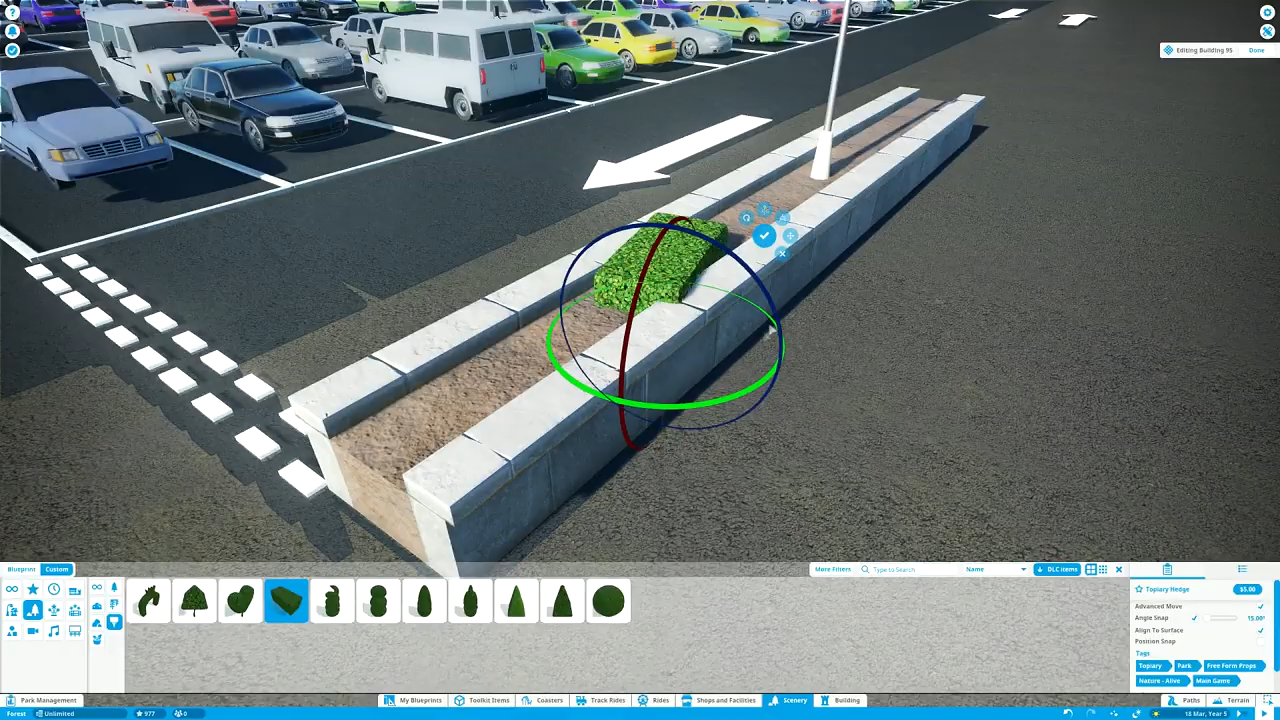 Editing Building 95 Done
Blueprint Custom
More Filters Type to Search Name DLC items
Topiary Hedge $5.00
Advanced Move
Angle Snap 15.00°
Align To Surface
Position Snap
Tags
Topiary Park Free Form Props
Nature - Alive Main Game
Park Management My Blueprints Toolkit Items Coasters Track Rides Rides Shops and Facilities Scenery Building Paths Terrain
Forest Unlimited 977 0 18 Mar, Year 5